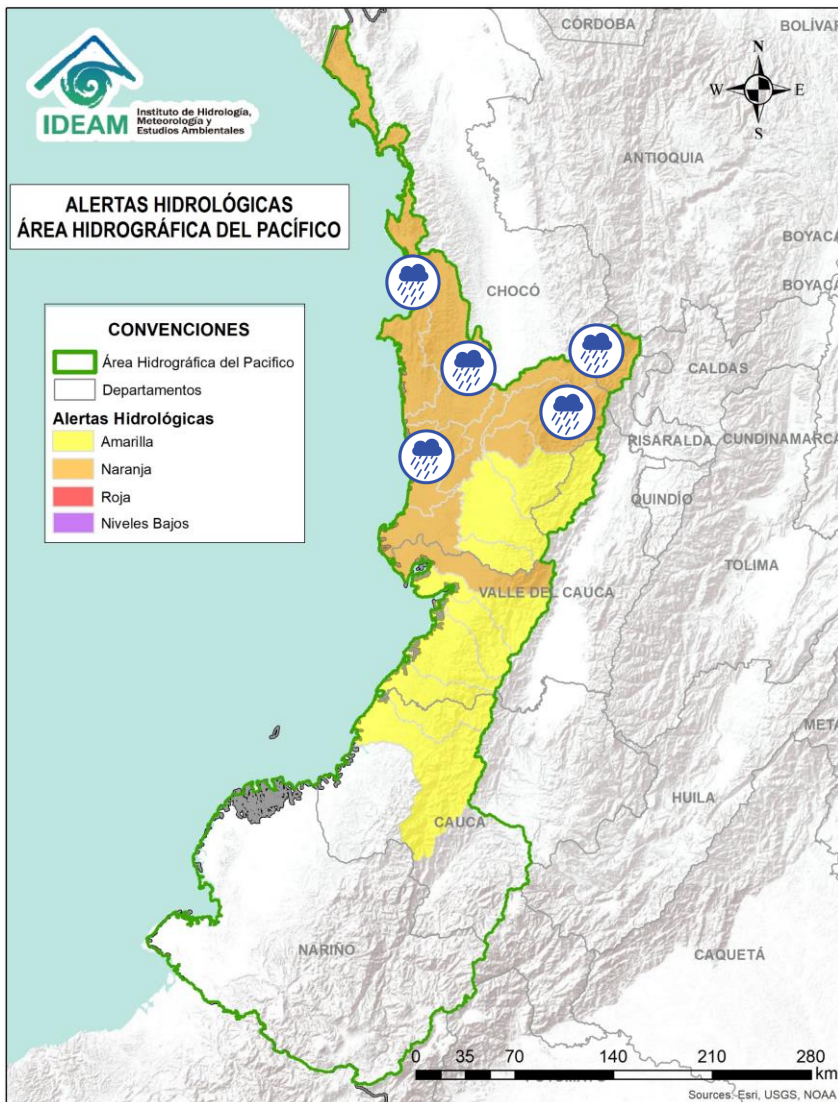 CÓRDOBA
BOLÍVAR
IDEAM
Instituto de Hidrología,
Meteorología y
Estudios Ambientales
N
W
E
S
ANTIOQUIA
ALERTAS HIDROLÓGICAS
ÁREA HIDROGRÁFICA DEL PACÍFICO
BOYACÁ
BOYACÁ
CHOCÓ
CONVENCIONES
Área Hidrográfica del Pacifico
Departamentos
Alertas Hidrológicas
Amarilla
Naranja
Roja
Niveles Bajos
CALDAS
RISARALDA
CUNDINAMARCA
QUINDÍO
TOLIMA
VALLE DEL CAUCA
META
HUILA
CAUCA
NARIÑO
CAQUETÁ
0 35 70 140 210 280
km
Sources: Esri, USGS, NOAA